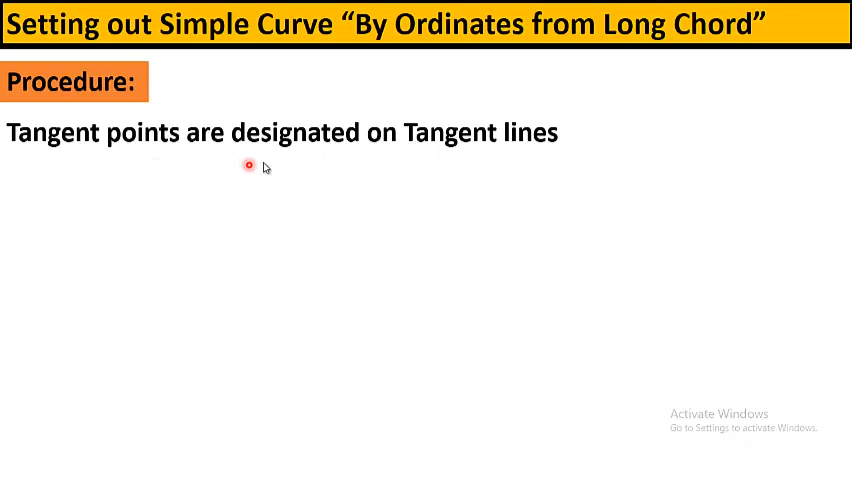 Setting out Simple Curve “By Ordinates from Long Chord”
Procedure:
Tangent points are designated on Tangent lines
Activate Windows
Go to Settings to activate Windows.